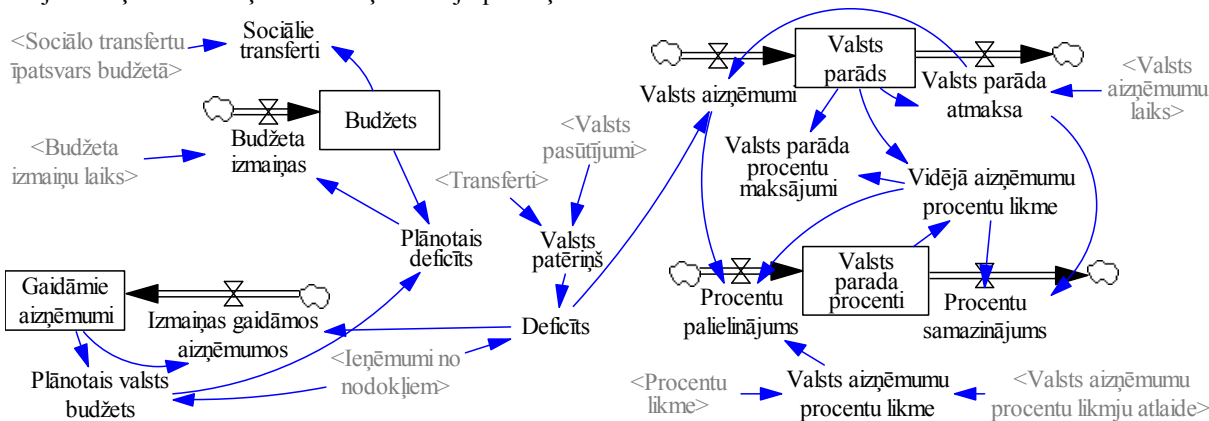 <Sociālo transfertu
īpatsvars budžetā>
Sociālie
transferti
Budžets
Budžeta
izmaiņas
<Budžeta
izmaiņu laiks>
Plānotais
deficīts
Gaidāmie
aizņēmumi
Izmaiņas gaidāmos
aizņēmumos
Plānotais valsts
budžets
<Ieņēmumi no
nodokļiem>
<Transferti>
<Valsts
pasūtījumi>
Valsts
patēriņš
Deficīts
Valsts aizņēmumi
Valsts
parāds
Valsts parāda
atmaksa
<Valsts
aizņēmumu
laiks>
Valsts parāda
procentu
maksājumi
Vidējā aizņēmumu
procentu likme
Procentu
palielinājums
Valsts
parada
procenti
Procentu
samazinājums
<Procentu
likme>
Valsts aizņēmumu
procentu likme
<Valsts aizņēmumu
procentu likmju atlaide>